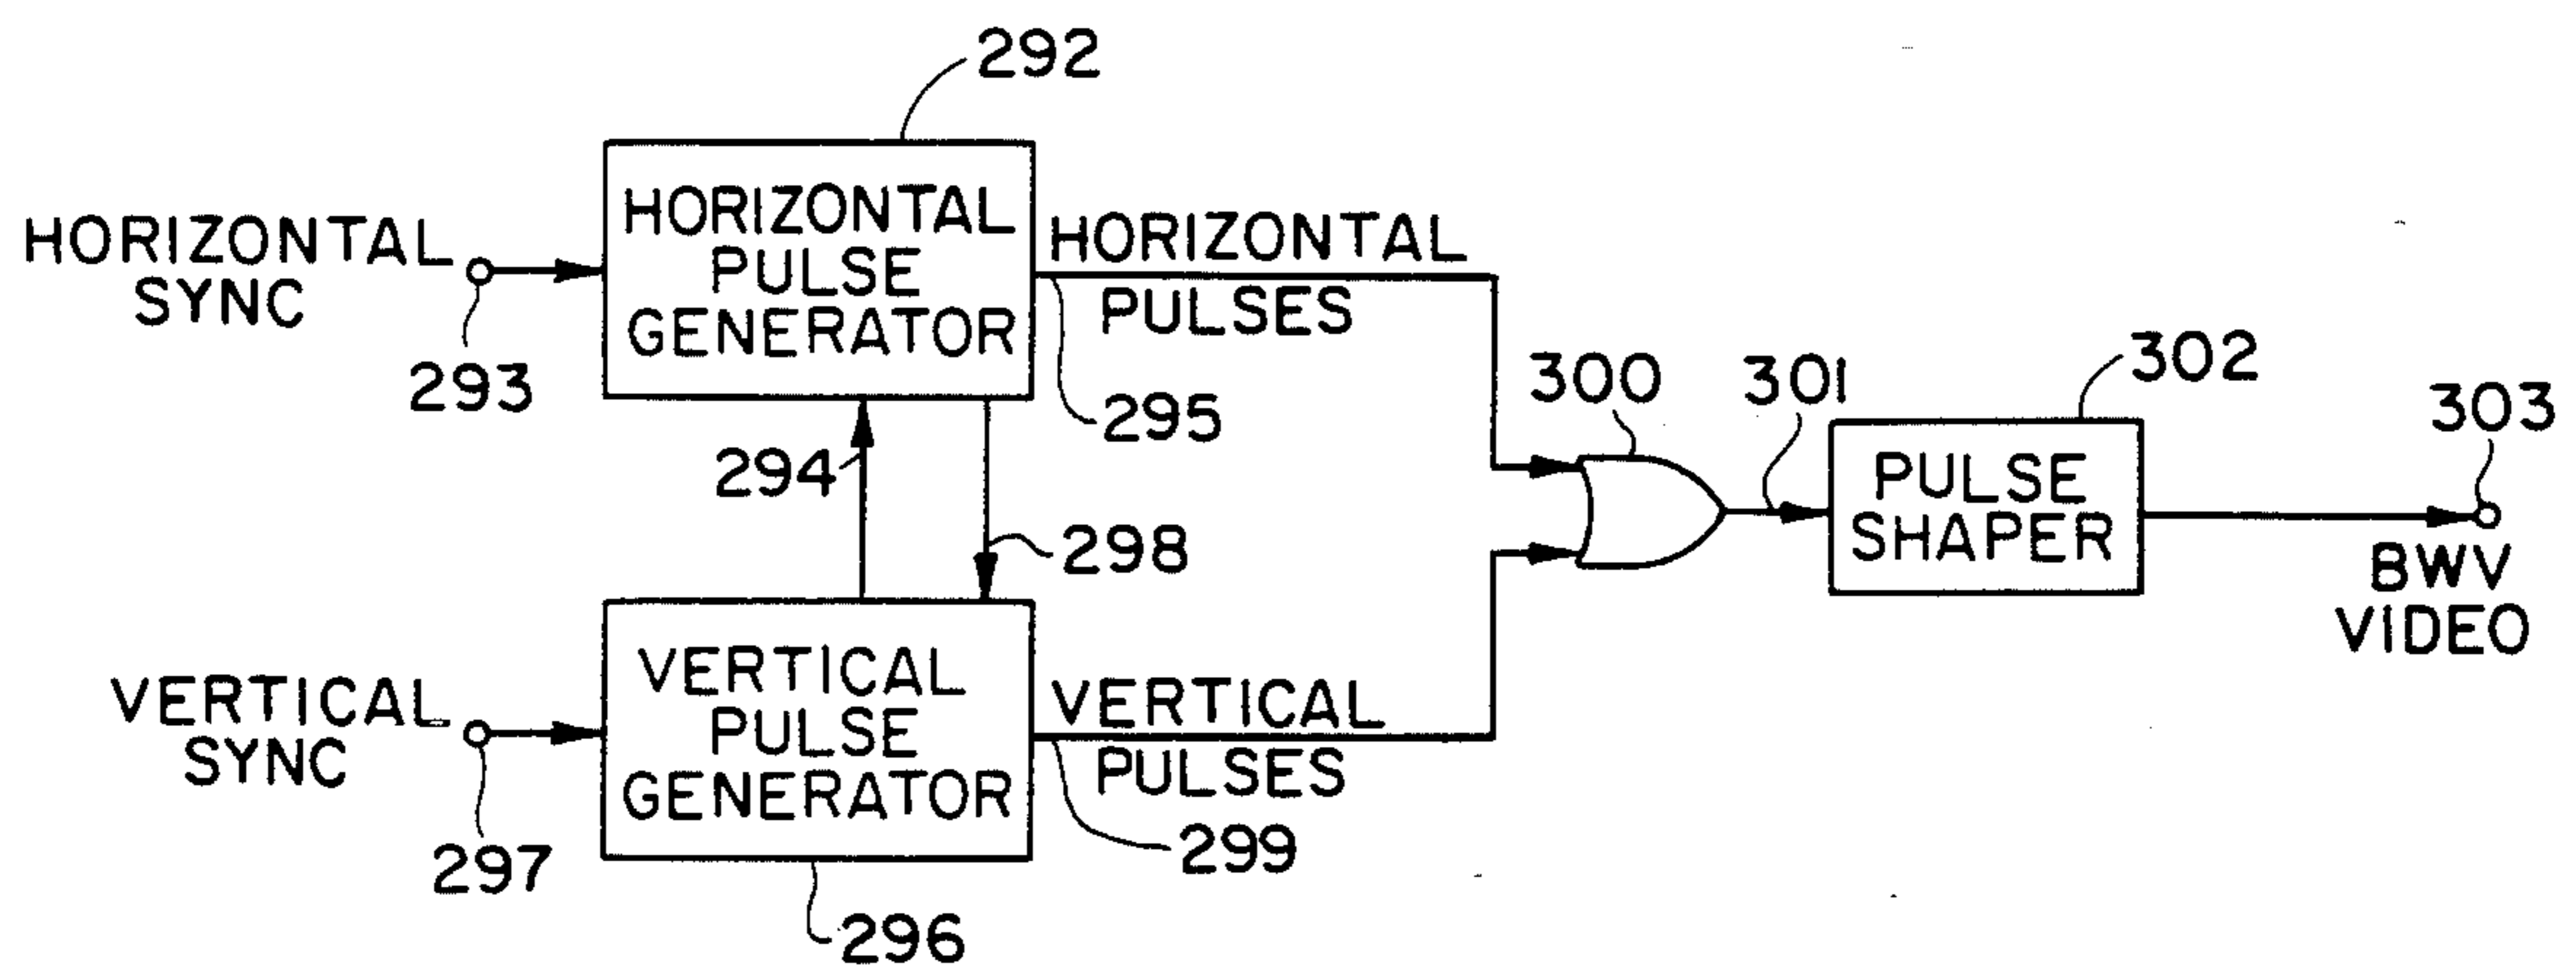 292
HORIZONTAL
SYNC
293
HORIZONTAL
PULSE
GENERATOR
HORIZONTAL
PULSES
295
294
298
VERTICAL
SYNC
297
VERTICAL
PULSE
GENERATOR
296
VERTICAL
PULSES
299
300
301
302
PULSE
SHAPER
303
BWV
VIDEO